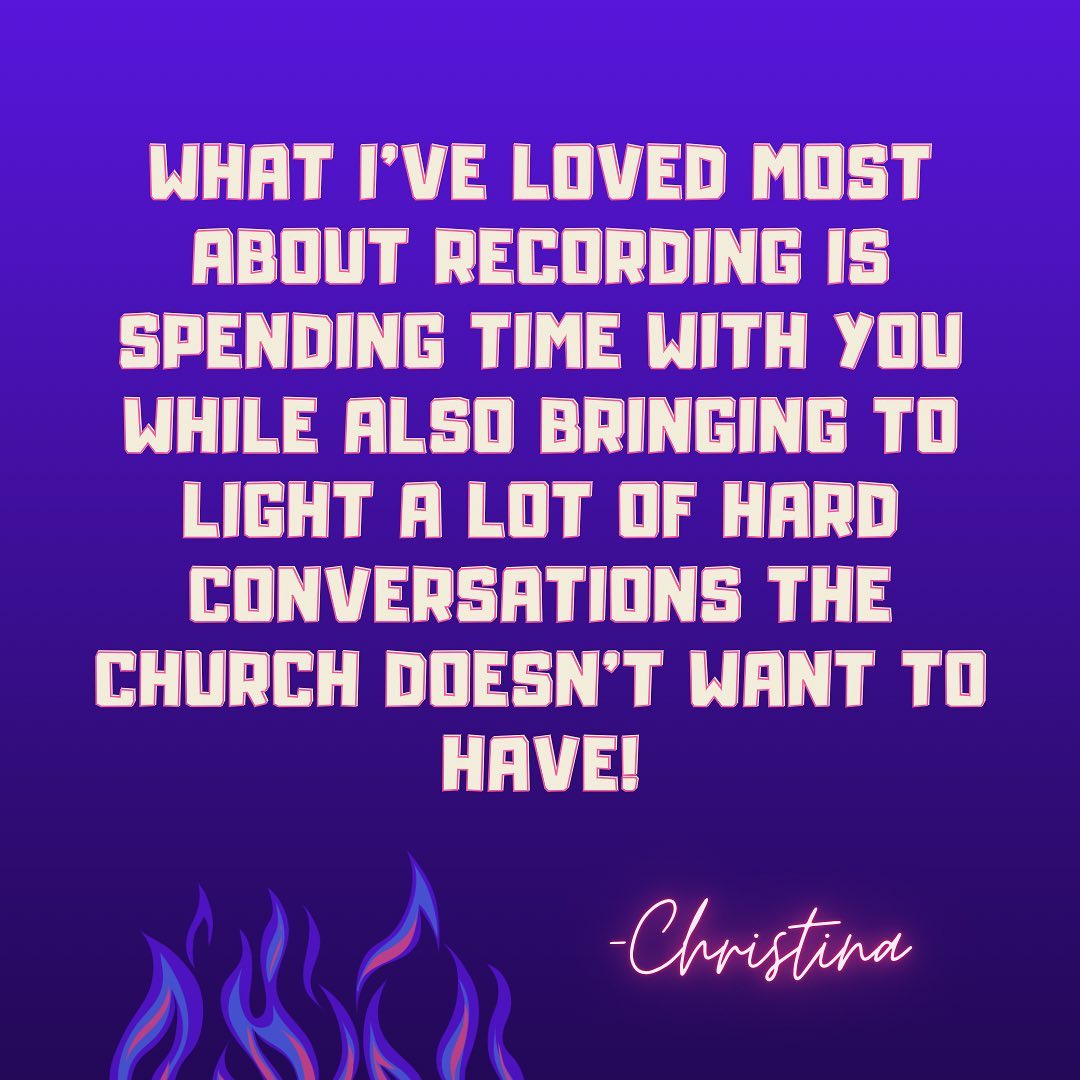 WHAT I'VE LOVED MOST
ABOUT RECORDING IS
SPENDING TIME WITH YOU
WHILE ALSO BRINGING TO
LIGHT A LOT OF HARD
CONVERSATIONS THE
CHURCH DOESN'T WANT TO
HAVE!
-Christina